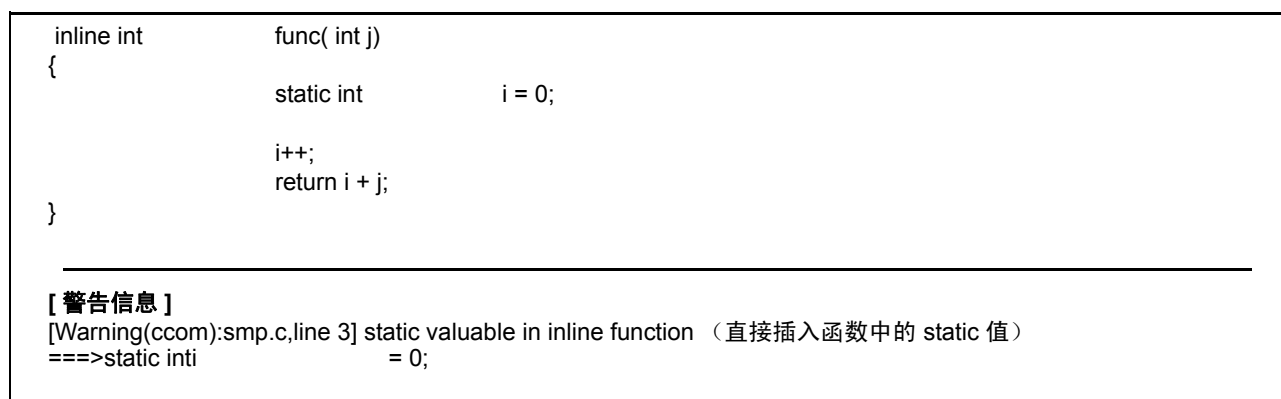 inline int func( int j)
{
static int i = 0;
i++;
return i + j;
}
[ 警告信息 ]
[Warning(ccom):smp.c,line 3] static valuable in inline function （直接插入函数中的 static 值）
===>static inti = 0;